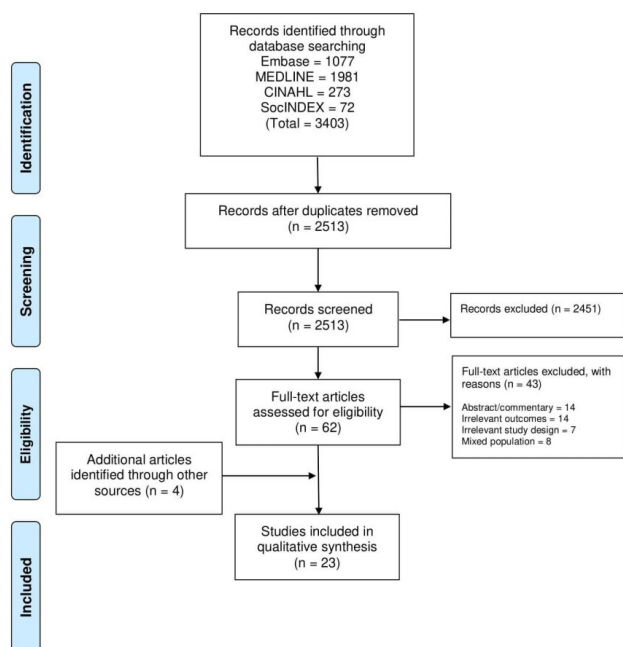 Identification
Records identified through
database searching
Embase = 1077
MEDLINE = 1981
CINAHL = 273
SocINDEX = 72
(Total = 3403)
Records after duplicates removed
(n = 2513)
Screening
Records screened
(n = 2513)
Records excluded (n = 2451)
Eligibility
Full-text articles
assessed for eligibility
(n = 62)
Full-text articles excluded, with
reasons (n = 43)
Abstract/commentary = 14
Irrelevant outcomes = 14
Irrelevant study design = 7
Mixed population = 8
Additional articles
identified through other
sources (n = 4)
Included
Studies included in
qualitative synthesis
(n = 23)